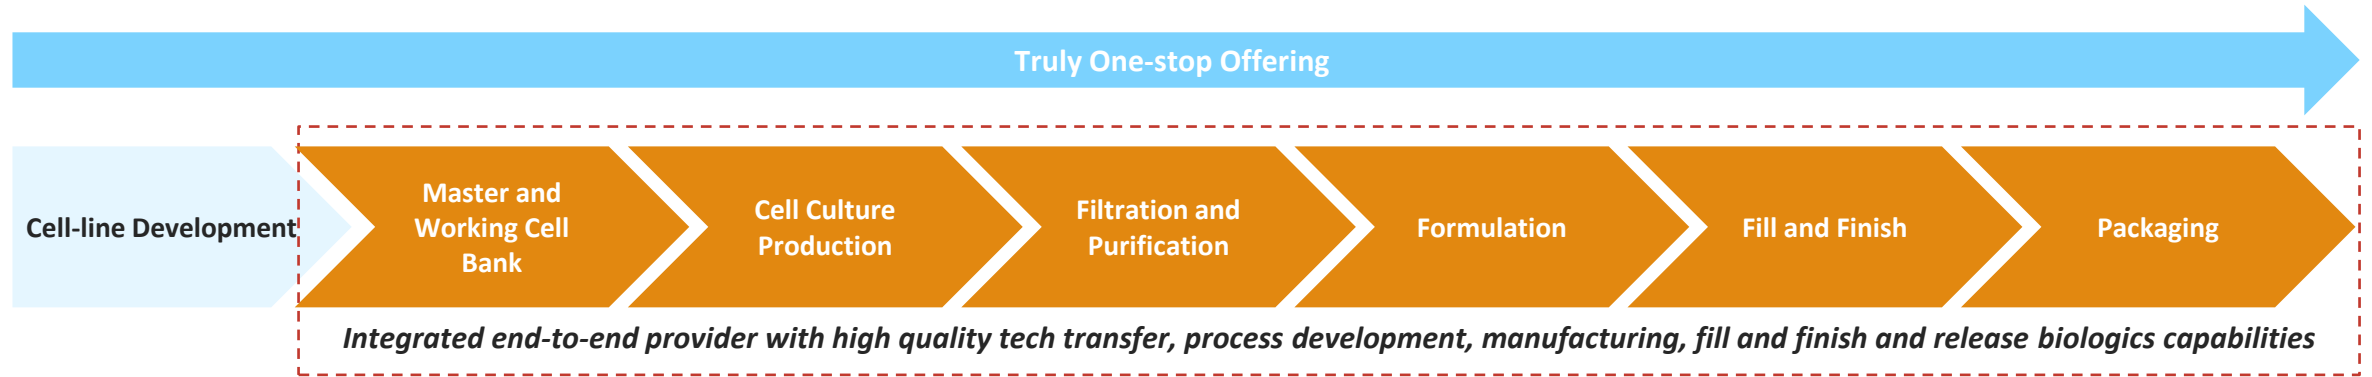 Truly One-stop Offering
Cell-line Development
Master and
Working Cell
Bank
Cell Culture
Production
Filtration and
Purification
Formulation
Fill and Finish
Packaging
Integrated end-to-end provider with high quality tech transfer, process development, manufacturing, fill and finish and release biologics capabilities